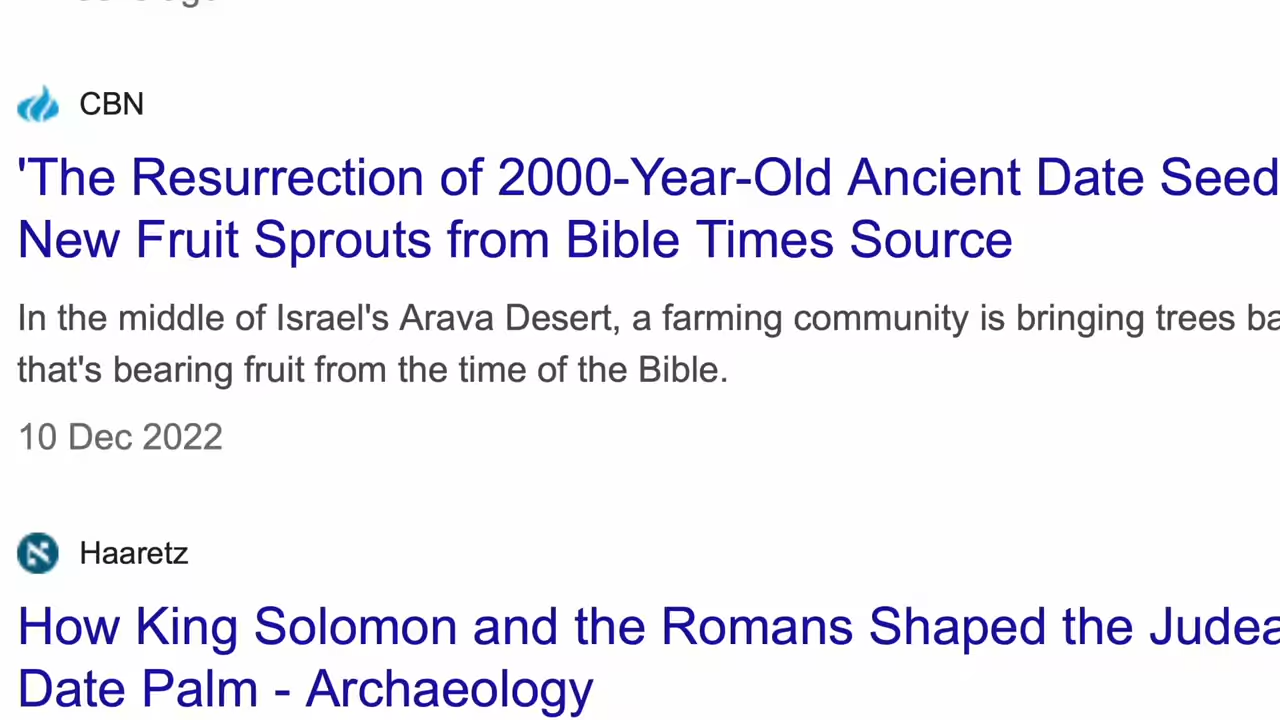 CBN
'The Resurrection of 2000-Year-Old Ancient Date Seed
New Fruit Sprouts from Bible Times Source
In the middle of Israel's Arava Desert, a farming community is bringing trees ba
that's bearing fruit from the time of the Bible.
10 Dec 2022
Haaretz
How King Solomon and the Romans Shaped the Judea
Date Palm - Archaeology